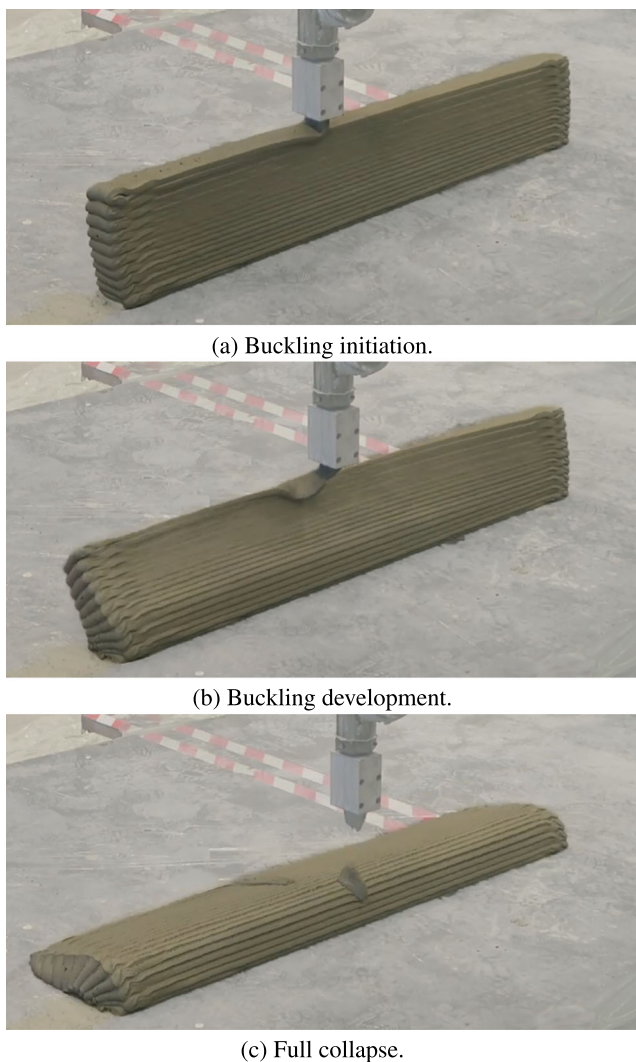 (a) Buckling initiation.
(b) Buckling development.
(c) Full collapse.